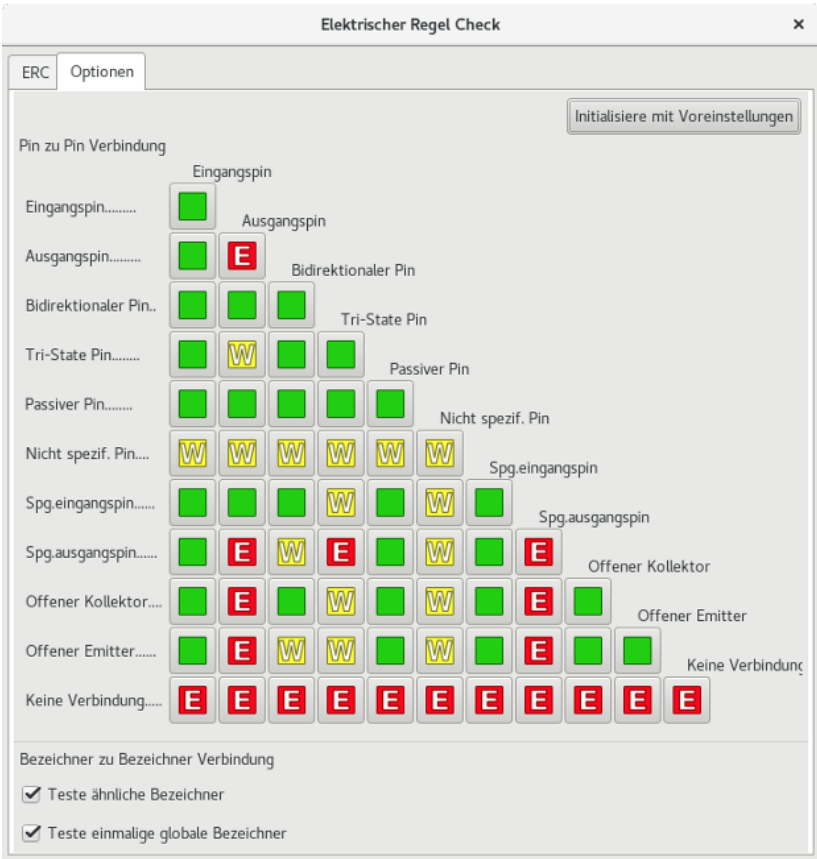 Elektrischer Regel Check ×
ERC Optionen
Initialisiere mit Voreinstellungen
Pin zu Pin Verbindung
Eingangspin
Eingangspin.........
Ausgangspin
Ausgangspin......... E
Bidirektionaler Pin
Bidirektionaler Pin..
Tri-State Pin
Tri-State Pin........ W
Passiver Pin
Passiver Pin........
Nicht spezif. Pin
Nicht spezif. Pin.... W W W W W W
Spg.eingangspin
Spg.eingangspin...... W W
Spg.ausgangspin
Spg.ausgangspin...... E W E W E
Offener Kollektor
Offener Kollektor.... E W W E
Offener Emitter
Offener Emitter...... E W W W E
Keine Verbindung
Keine Verbindung..... E E E E E E E E E E E
Bezeichner zu Bezeichner Verbindung
Teste ähnliche Bezeichner
Teste einmalige globale Bezeichner